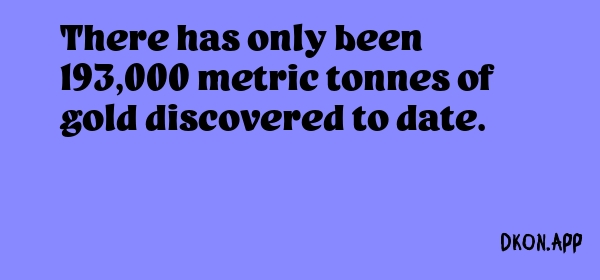 There has only been
193,000 metric tonnes of
gold discovered to date.
DKON.APP